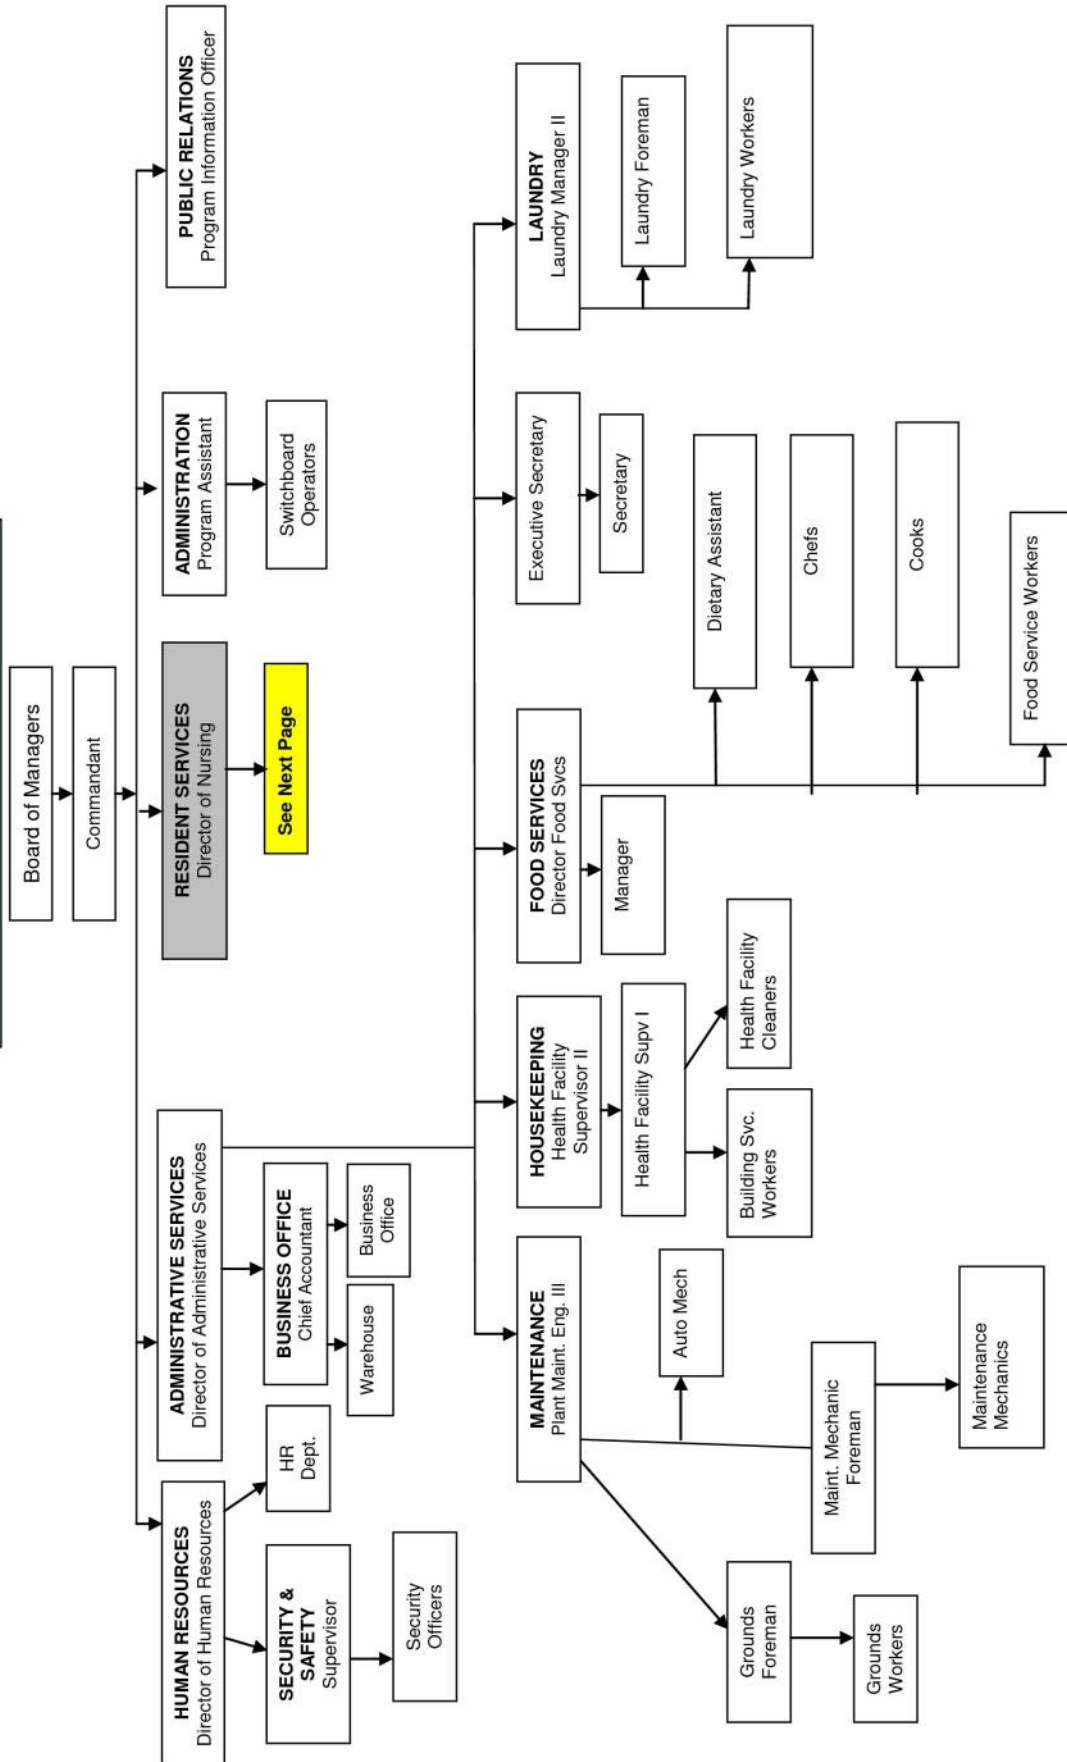 Board of Managers
Commandant
HUMAN RESOURCES
Director of Human Resources
ADMINISTRATIVE SERVICES
Director of Administrative Services
RESIDENT SERVICES
Director of Nursing
ADMINISTRATION
Program Assistant
PUBLIC RELATIONS
Program Information Officer
SECURITY &
SAFETY
Supervisor
HR
Dept.
BUSINESS OFFICE
Chief Accountant
See Next Page
Switchboard
Operators
Security
Officers
Warehouse
Business
Office
MAINTENANCE
Plant Maint. Eng. III
HOUSEKEEPING
Health Facility
Supervisor II
FOOD SERVICES
Director Food Svcs
Executive Secretary
LAUNDRY
Laundry Manager II
Auto Mech
Health Facility Supv I
Manager
Secretary
Laundry Foreman
Grounds
Foreman
Building Svc.
Workers
Health Facility
Cleaners
Dietary Assistant
Laundry Workers
Maint. Mechanic
Foreman
Chefs
Grounds
Workers
Cooks
Maintenance
Mechanics
Food Service Workers